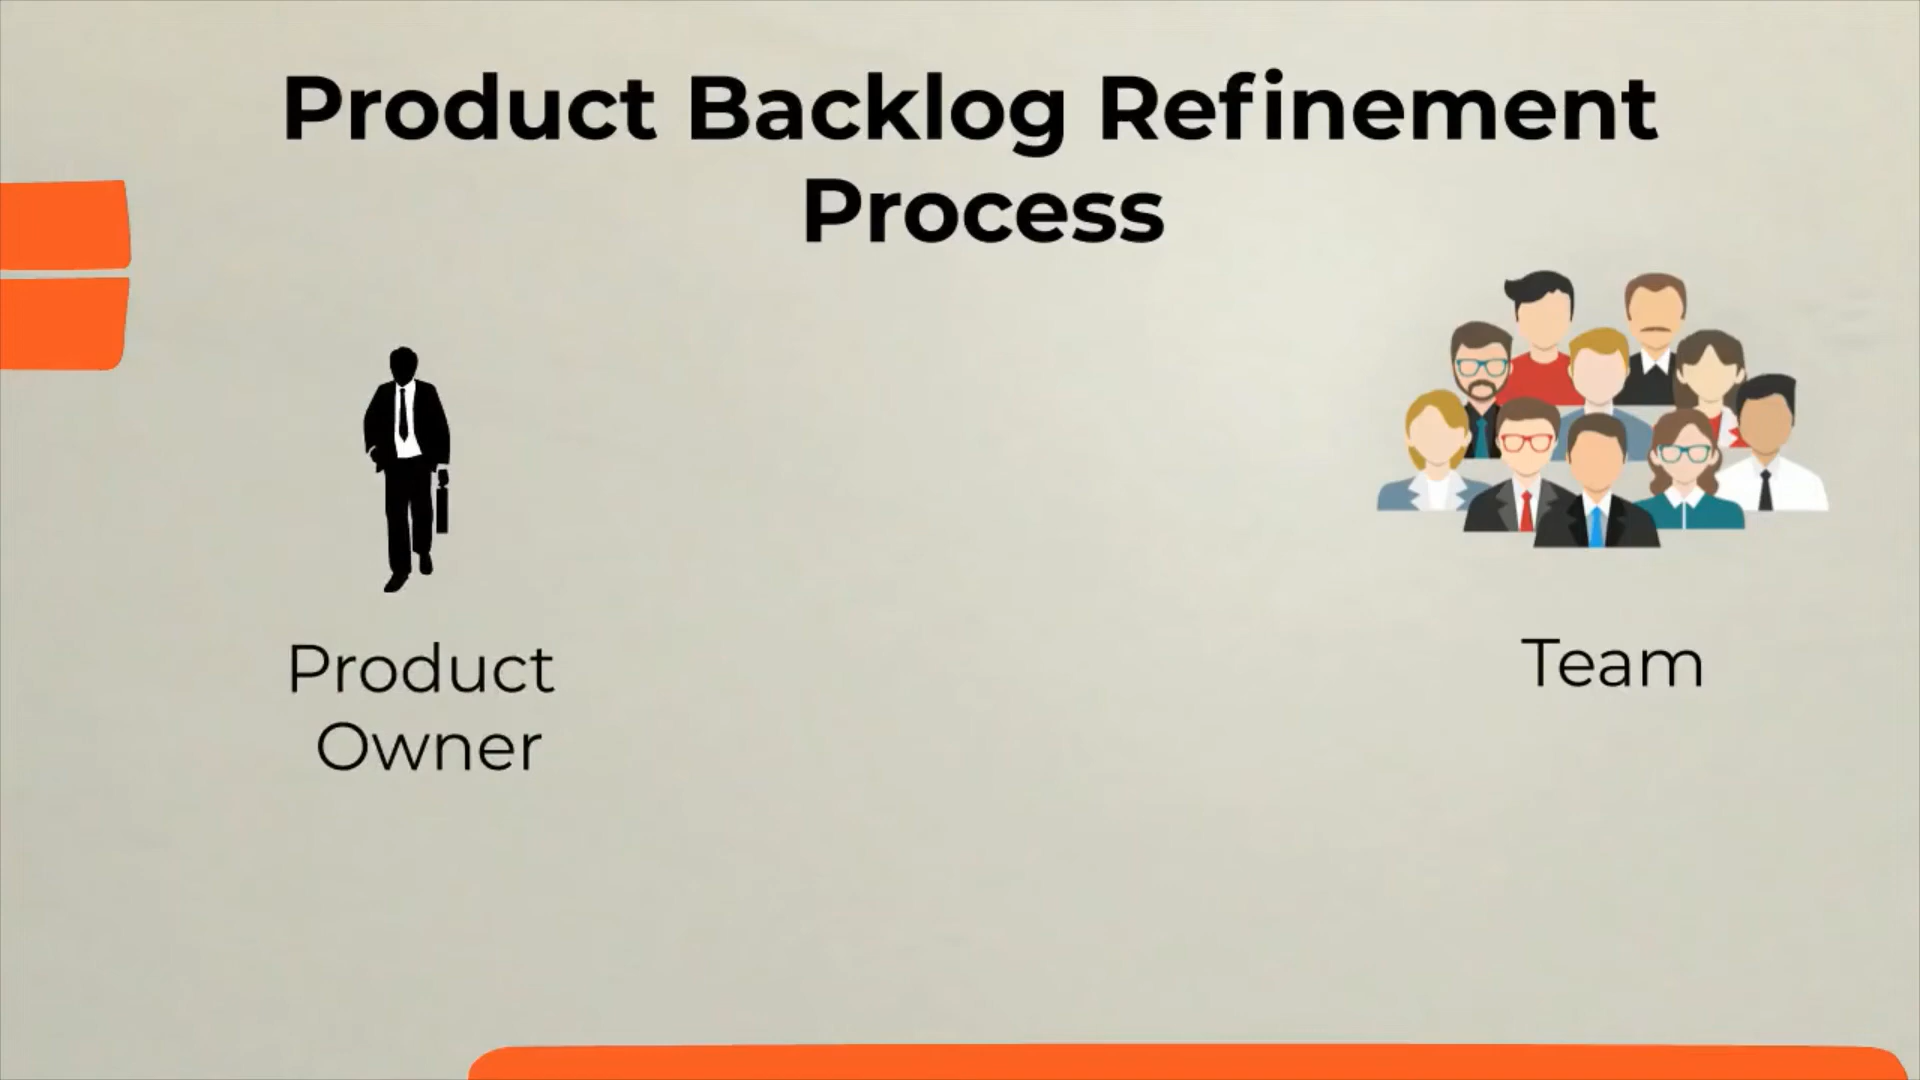 Product Backlog Refinement
Process
Product
Owner
Team